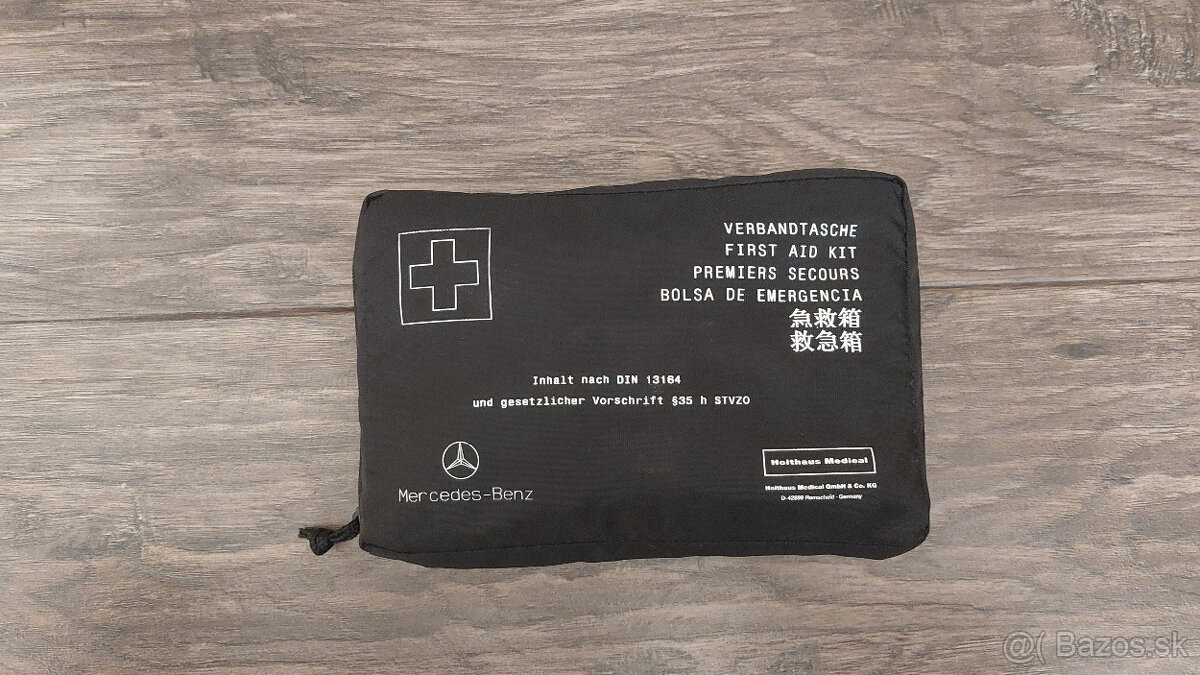 VERBANDTASCHE
FIRST AID KIT
PREMIERS SECOURS
BOLSA DE EMERGENCIA
急救箱
救急箱
Inhalt nach DIN 13164
und gesetzlicher Vorschrift §35 h STVZO
Mercedes-Benz
Holthaus Medical
Holthaus Medical GmbH & Co. KG
D-42899 Remscheid - Germany
@( Bazos.sk